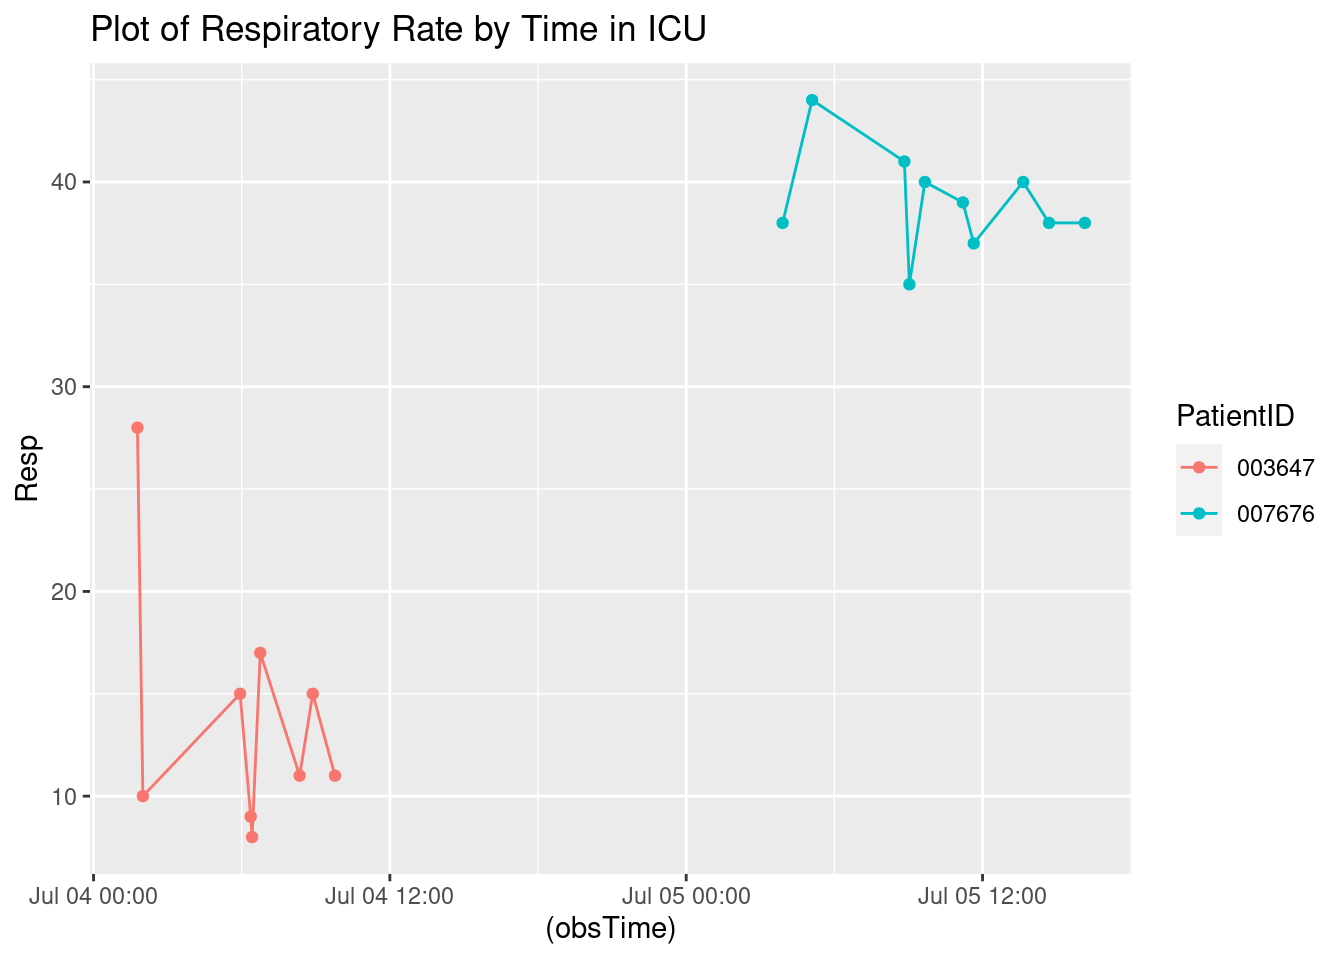 Plot of Respiratory Rate by Time in ICU
40
30
20
10
Resp
Jul 04 00:00
Jul 04 12:00
Jul 05 00:00
Jul 05 12:00
(obsTime)
PatientID
003647
007676